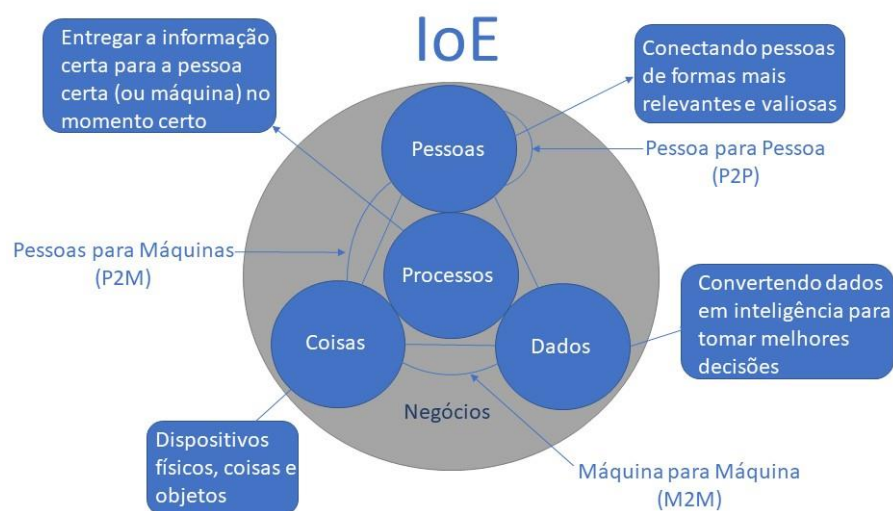 IoE
Entregar a informação
certa para a pessoa
certa (ou máquina) no
momento certo
Conectando pessoas
de formas mais
relevantes e valiosas
Pessoas
Pessoa para Pessoa
(P2P)
Pessoas para Máquinas
(P2M)
Processos
Convertendo dados
em inteligência para
tomar melhores
decisões
Coisas
Dados
Negócios
Dispositivos
físicos, coisas e
objetos
Máquina para Máquina
(M2M)